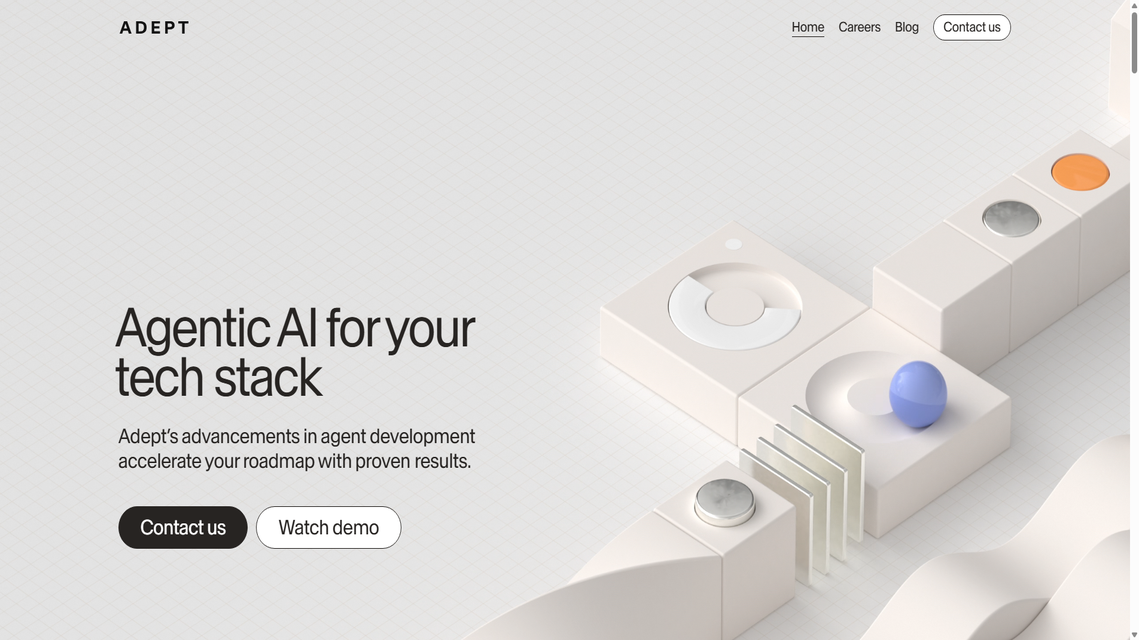 ADEPT
Home Careers Blog Contact us
Agentic AI for your
tech stack
Adept’s advancements in agent development
accelerate your roadmap with proven results.
Contact us Watch demo